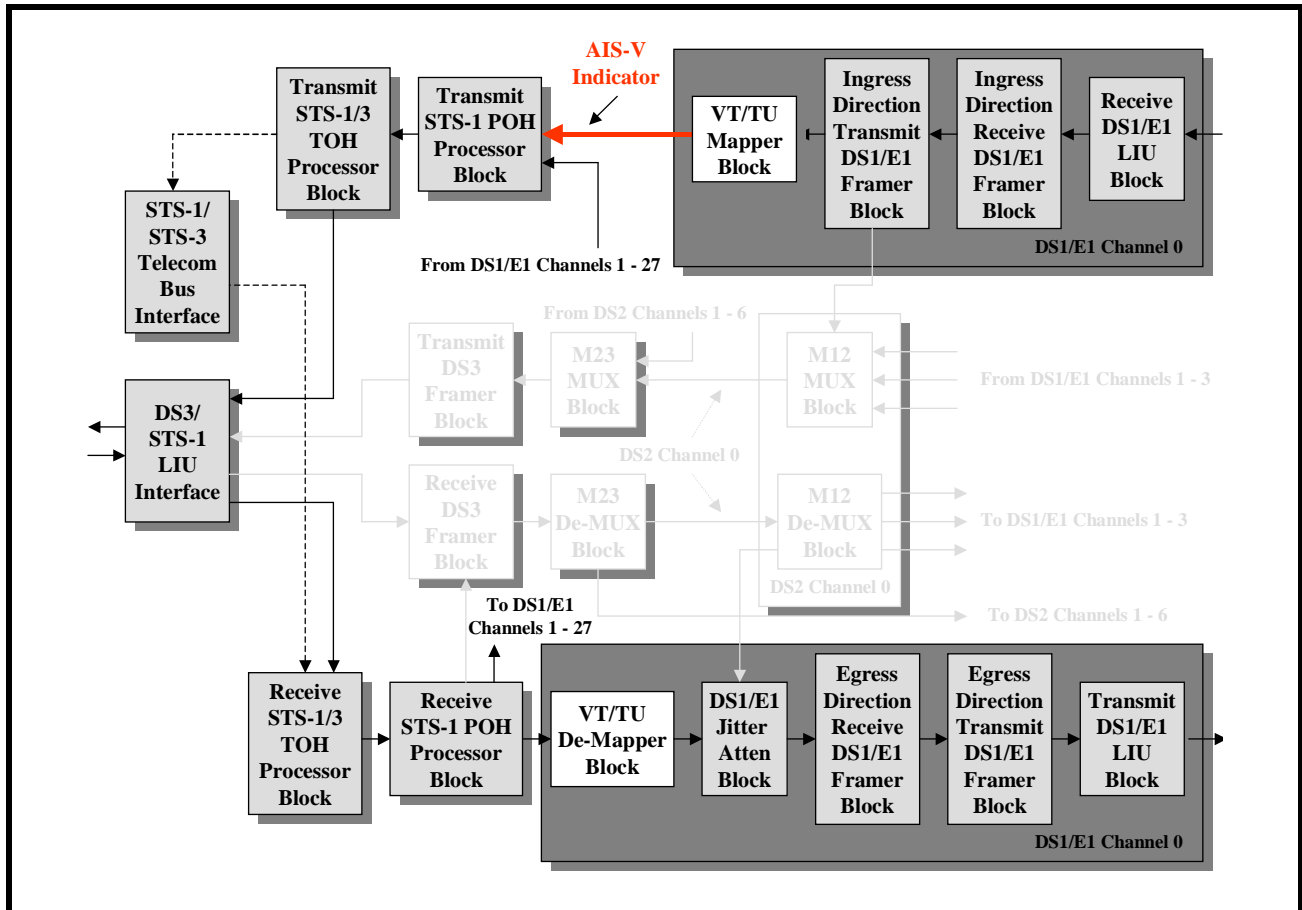 AIS-V
Indicator
Transmit
STS-1/3
TOH
Processor
Block
Transmit
STS-1 POH
Processor
Block
VT/TU
Mapper
Block
Ingress
Direction
Transmit
DS1/E1
Framer
Block
Ingress
Direction
Receive
DS1/E1
Framer
Block
Receive
DS1/E1
LIU
Block
DS1/E1 Channel 0
STS-1/
STS-3
Telecom
Bus
Interface
From DS1/E1 Channels 1 - 27
From DS2 Channels 1 - 6
Transmit
DS3
Framer
Block
M23
MUX
Block
M12
MUX
Block
From DS1/E1 Channels 1 - 3
DS3/
STS-1
LIU
Interface
DS2 Channel 0
Receive
DS3
Framer
Block
M23
De-MUX
Block
M12
De-MUX
Block
To DS1/E1 Channels 1 - 3
DS2 Channel 0
To DS1/E1
Channels 1 - 27
To DS2 Channels 1 - 6
Receive
STS-1/3
TOH
Processor
Block
Receive
STS-1 POH
Processor
Block
VT/TU
De-Mapper
Block
DS1/E1
Jitter
Atten
Block
Egress
Direction
Receive
DS1/E1
Framer
Block
Egress
Direction
Transmit
DS1/E1
Framer
Block
Transmit
DS1/E1
LIU
Block
DS1/E1 Channel 0